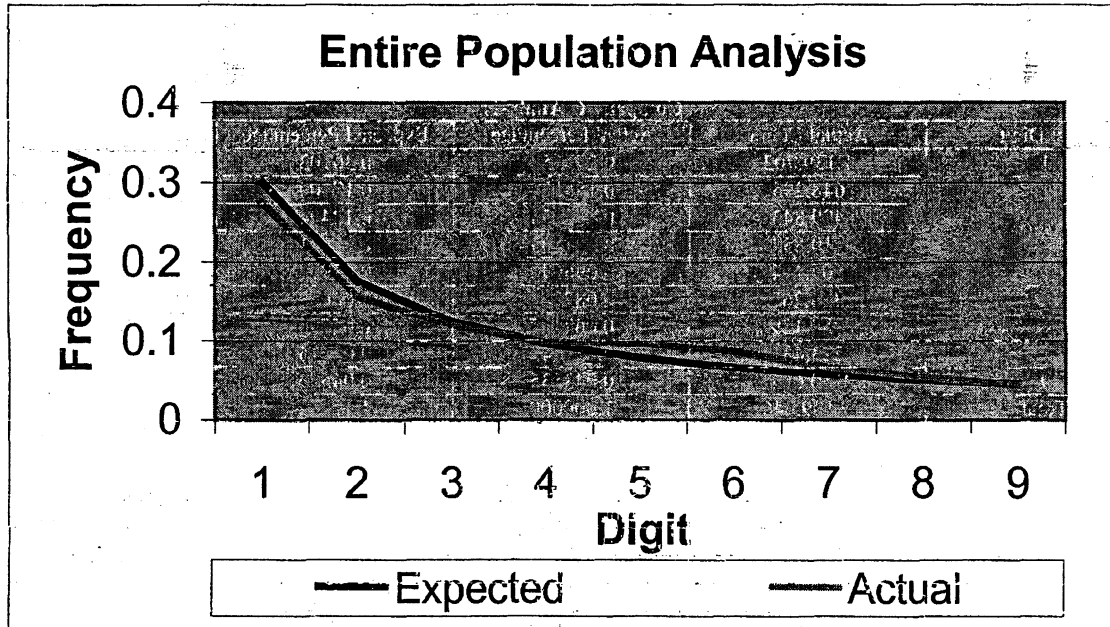 Entire Population Analysis
0.4
0.3
0.2
0.1
0
Frequency
1 2 3 4 5 6 7 8 9
Digit
Expected Actual